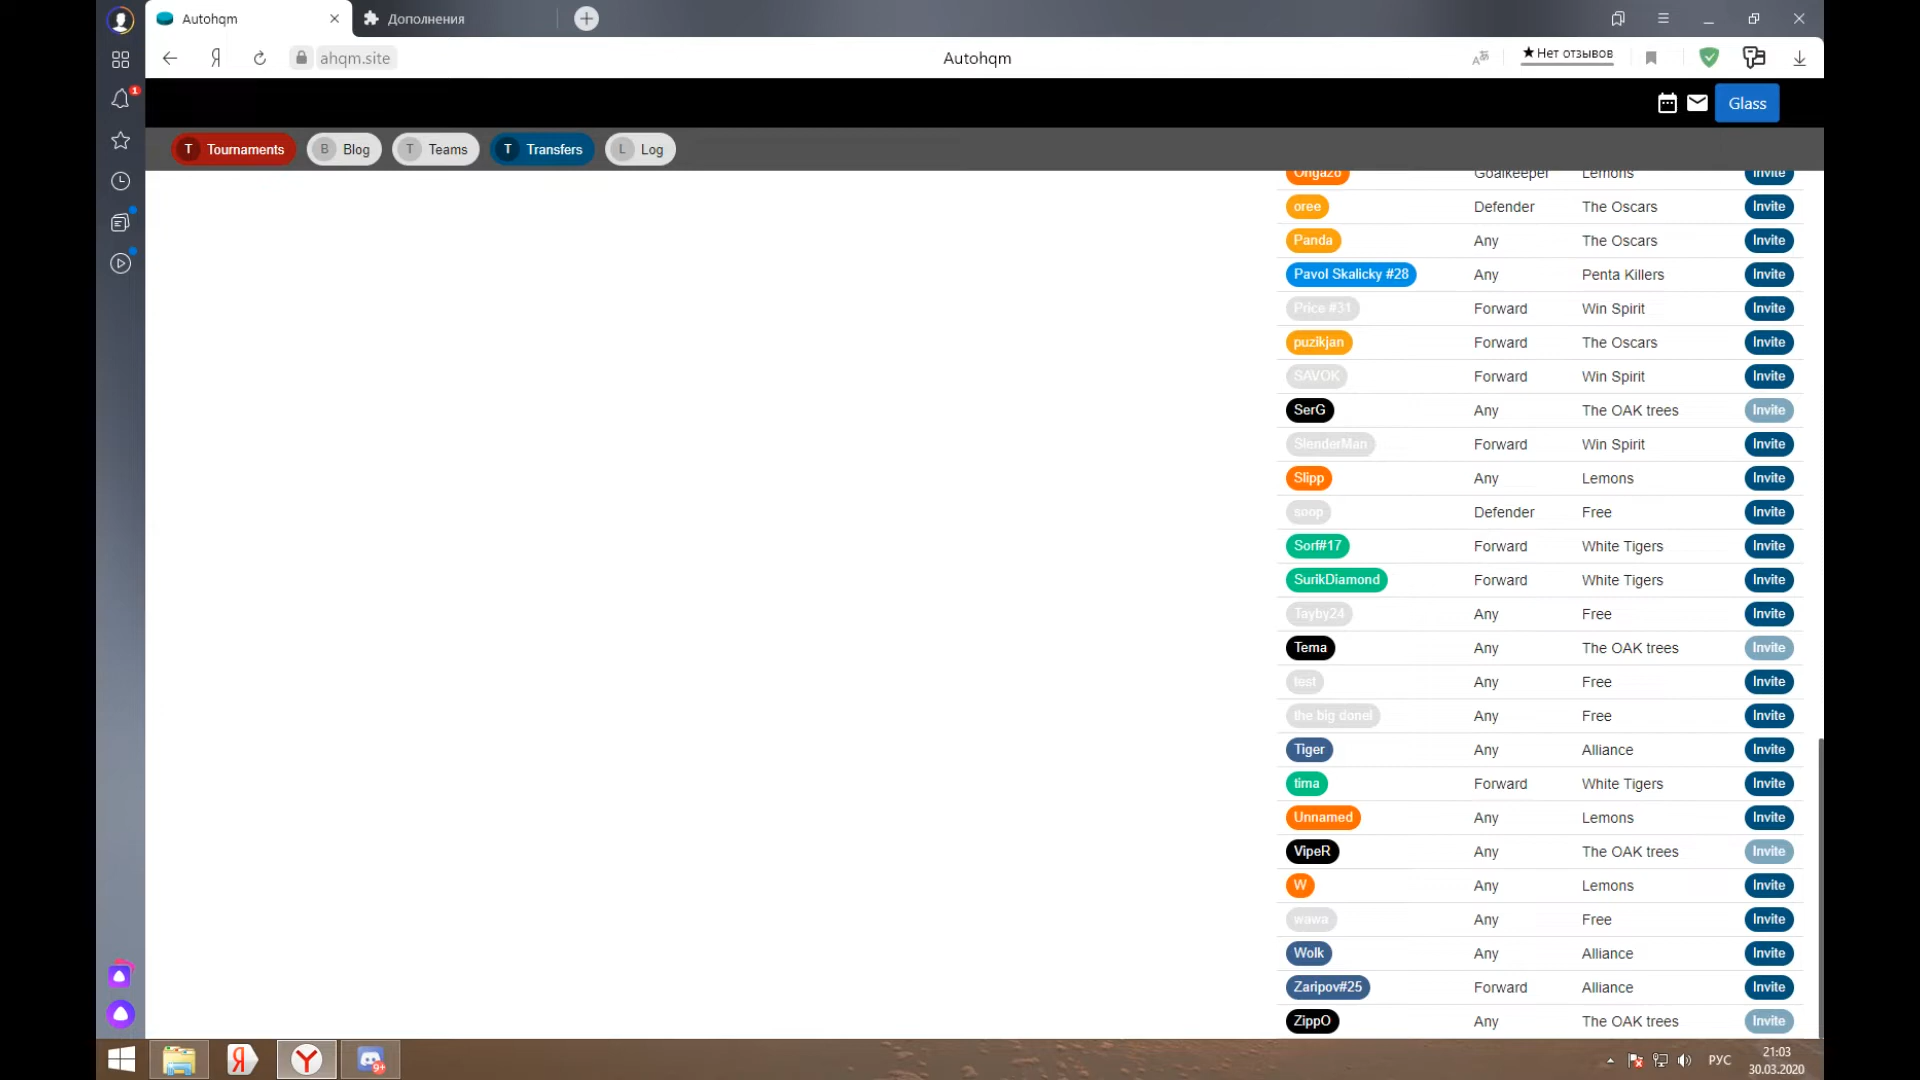 Autohqm
Дополнения
ahqm.site
Autohqm
★Нет отзывов
1
Glass
T Tournaments
B Blog
T Teams
T Transfers
L Log
Onga26 Goalkeeper Lemons Invite
oree Defender The Oscars Invite
Panda Any The Oscars Invite
Pavol Skalicky #28 Any Penta Killers Invite
Price #31 Forward Win Spirit Invite
puzikjan Forward The Oscars Invite
SAVOK Forward Win Spirit Invite
SerG Any The OAK trees Invite
SlenderMan Forward Win Spirit Invite
Slipp Any Lemons Invite
soop Defender Free Invite
Sorf#17 Forward White Tigers Invite
SurikDiamond Forward White Tigers Invite
Tayby24 Any Free Invite
Tema Any The OAK trees Invite
test Any Free Invite
the big donel Any Free Invite
Tiger Any Alliance Invite
tima Forward White Tigers Invite
Unnamed Any Lemons Invite
VipeR Any The OAK trees Invite
W Any Lemons Invite
wawa Any Free Invite
Wolk Any Alliance Invite
Zaripov#25 Forward Alliance Invite
ZippO Any The OAK trees Invite
9+
РУС
21:03
30.03.2020